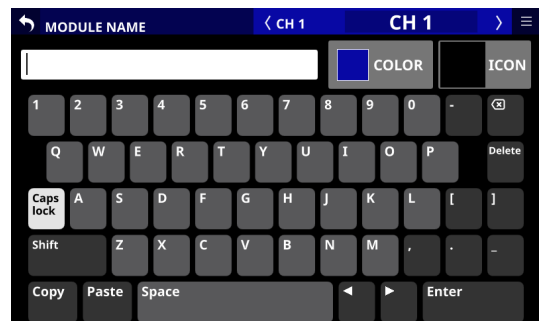 MODULE NAME 〈 CH 1 CH 1 〉
COLOR ICON
1 2 3 4 5 6 7 8 9 0 -
Q W E R T Y U I O P Delete
Caps lock A S D F G H J K L [ ]
Shift Z X C V B N M , . _
Copy Paste Space ◀ ▶ Enter